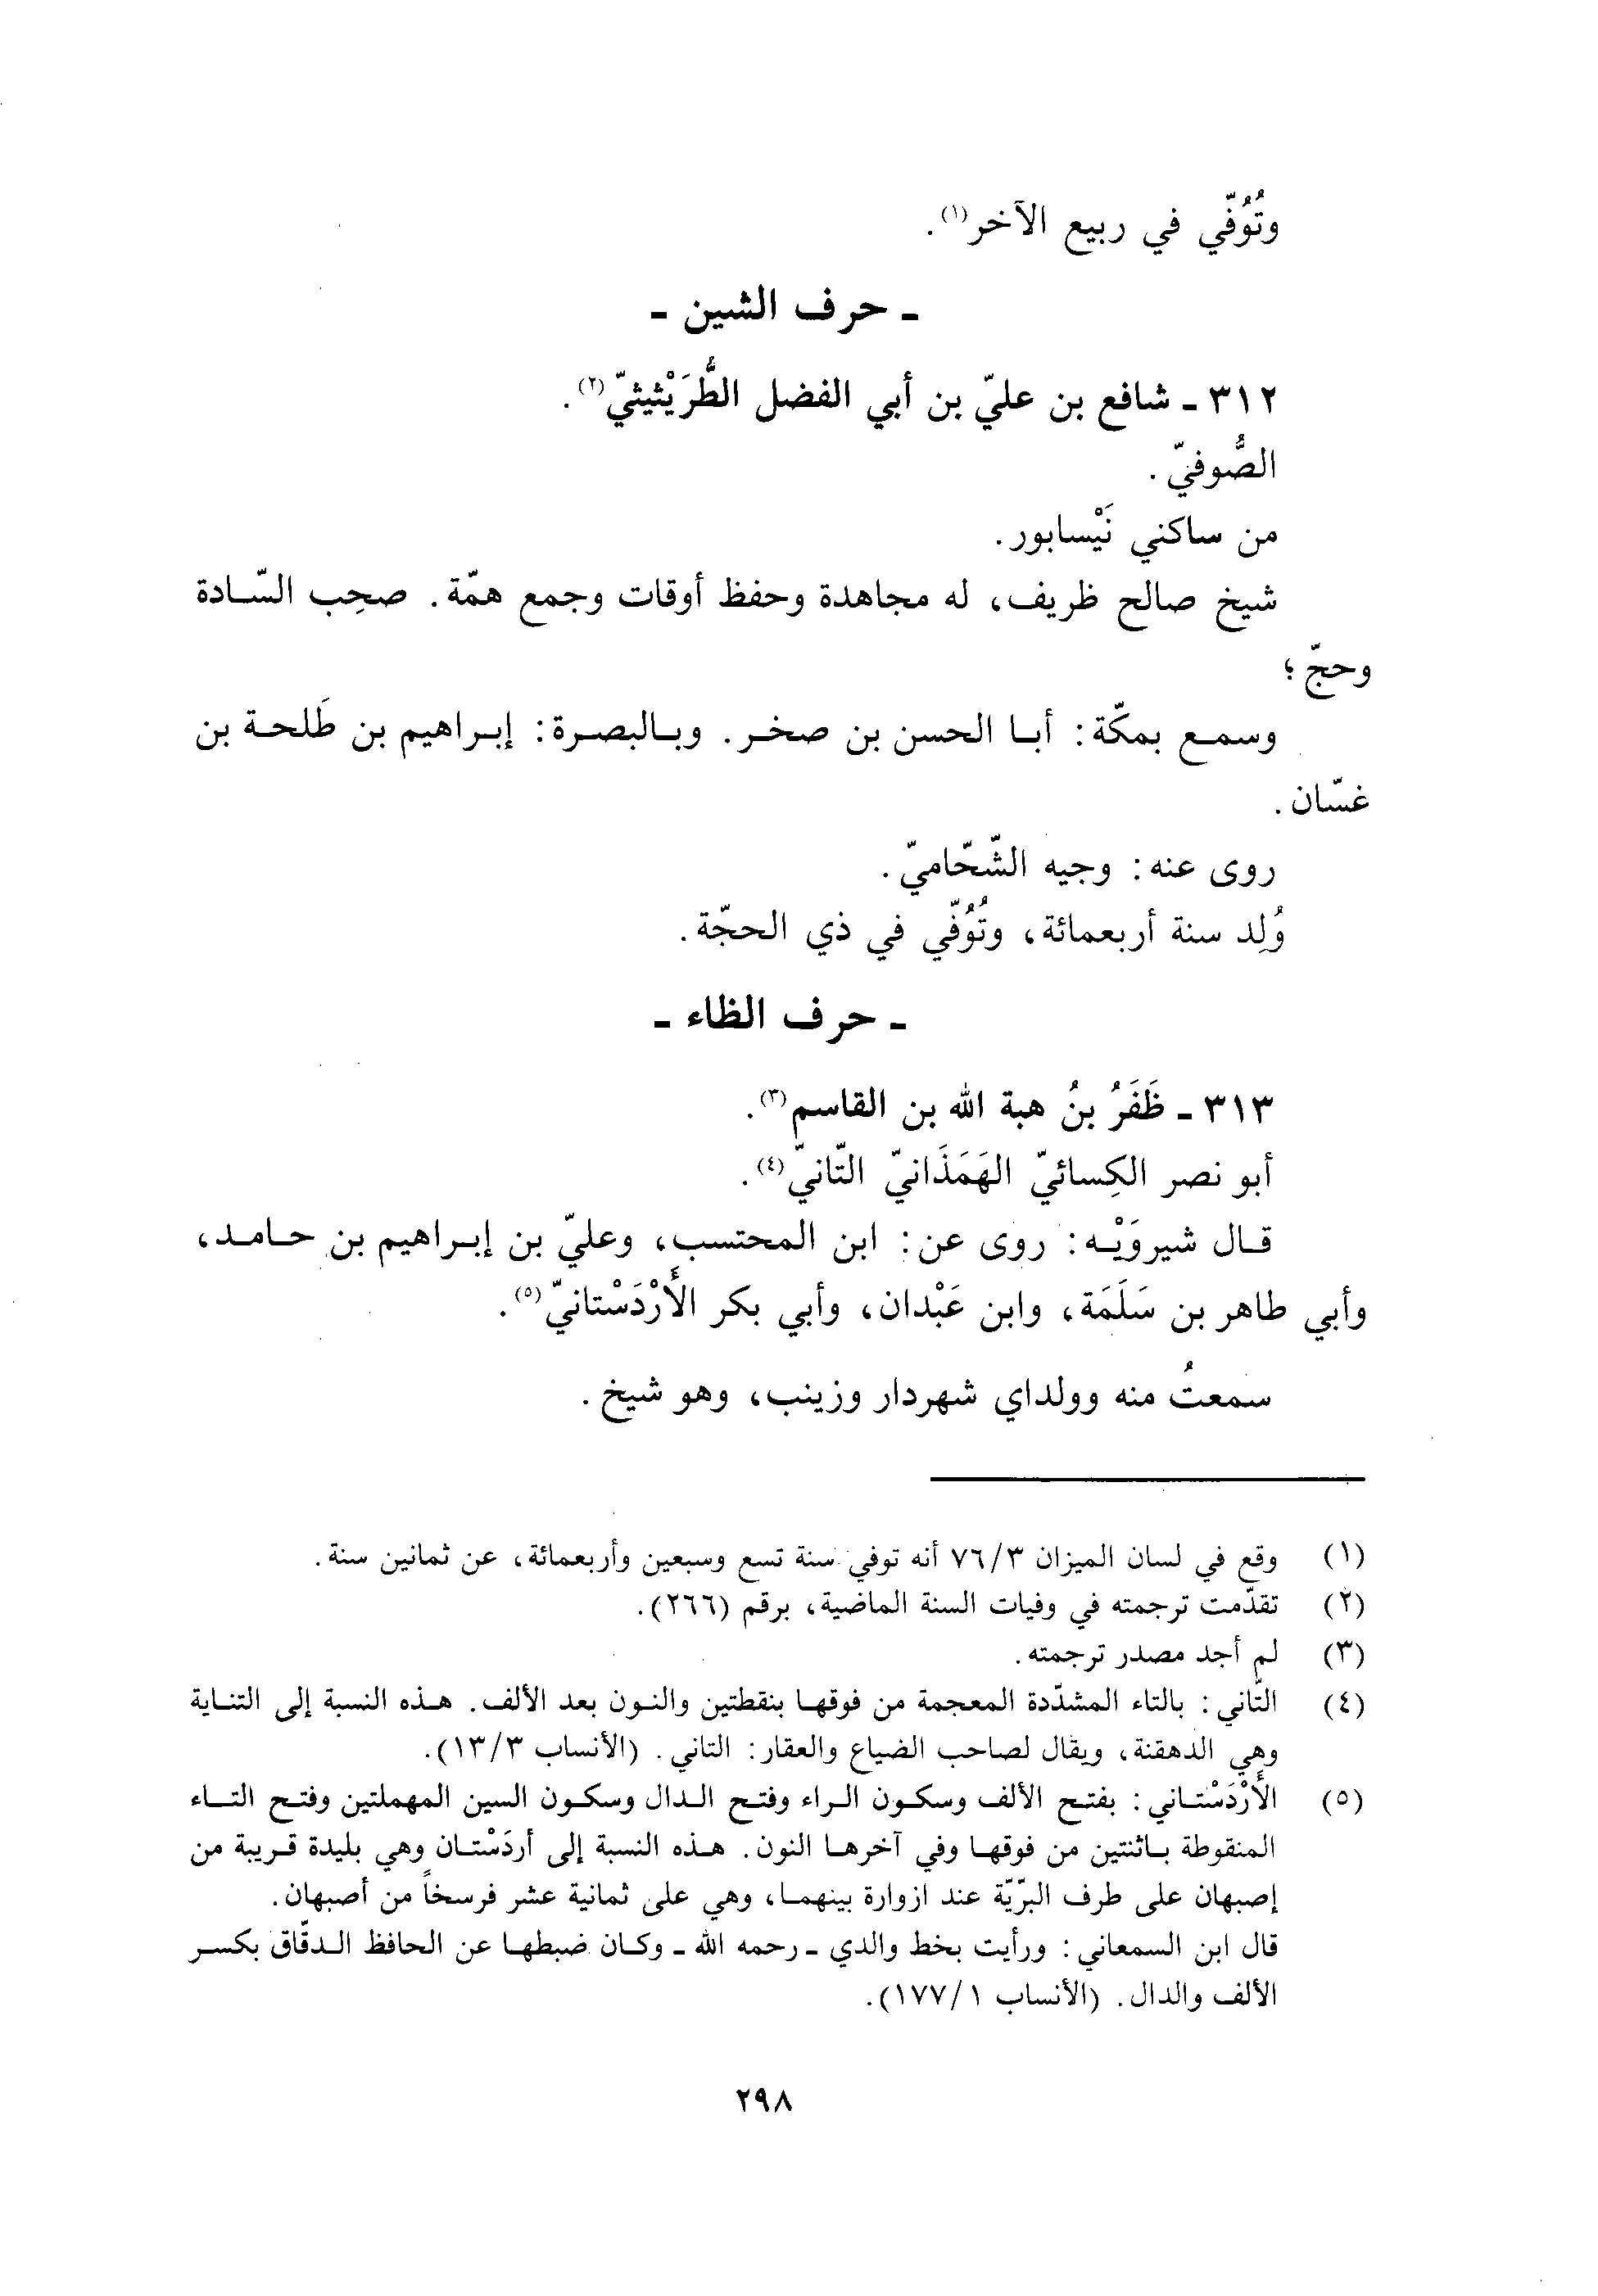 وتُوُفّي في ربيع الآخر(١).
ـ حرف الشين ـ
٣١٢ ـ شافع بن عليّ بن أبي الفضل الطُّرَيْثيثيّ(٢).
الصُّوفيّ.
من ساكني نَيْسابور.
شيخ صالح ظريف، له مجاهدة وحفظ أوقات وجمع همّة. صحِب السّادة
وحجّ؛
وسمع بمكّة: أبا الحسن بن صخر. وبالبصرة: إبراهيم بن طَلحة بن
غسّان.
روى عنه: وجيه الشّحّاميّ.
وُلِد سنة أربعمائة، وتُوُفّي في ذي الحجّة.
ـ حرف الظاء ـ
٣١٣ ـ ظَفَرُ بنُ هبة الله بن القاسم(٣).
أبو نصر الكِسائيّ الهَمَذَانيّ التّانيّ(٤).
قال شيروَيْه: روى عن: ابن المحتسب، وعليّ بن إبراهيم بن حامد،
وأبي طاهر بن سَلَمَة، وابن عَبْدان، وأبي بكر الأَرْدَسْتانيّ(٥).
سمعتُ منه وولداي شهردار وزينب، وهو شيخ.
(١) وقع في لسان الميزان ٧٦/٣ أنه توفي سنة تسع وسبعين وأربعمائة، عن ثمانين سنة.
(٢) تقدّمت ترجمته في وفيات السنة الماضية، برقم (٢٦٦).
(٣) لم أجد مصدر ترجمته.
(٤) التّاني: بالتاء المشدّدة المعجمة من فوقها بنقطتين والنون بعد الألف. هذه النسبة إلى التناية
وهي الدهقنة، ويقال لصاحب الضياع والعقار: التاني. (الأنساب ١٣/٣).
(٥) الأَرْدَسْتاني: بفتح الألف وسكون الراء وفتح الدال وسكون السين المهملتين وفتح التاء
المنقوطة باثنتين من فوقها وفي آخرها النون. هذه النسبة إلى أردَسْتان وهي بليدة قريبة من
إصبهان على طرف البرّيّة عند ازوارة بينهما، وهي على ثمانية عشر فرسخاً من أصبهان.
قال ابن السمعاني: ورأيت بخط والدي ـ رحمه الله ـ وكان ضبطها عن الحافظ الدقّاق بكسر
الألف والدال. (الأنساب ١٧٧/١).
٢٩٨